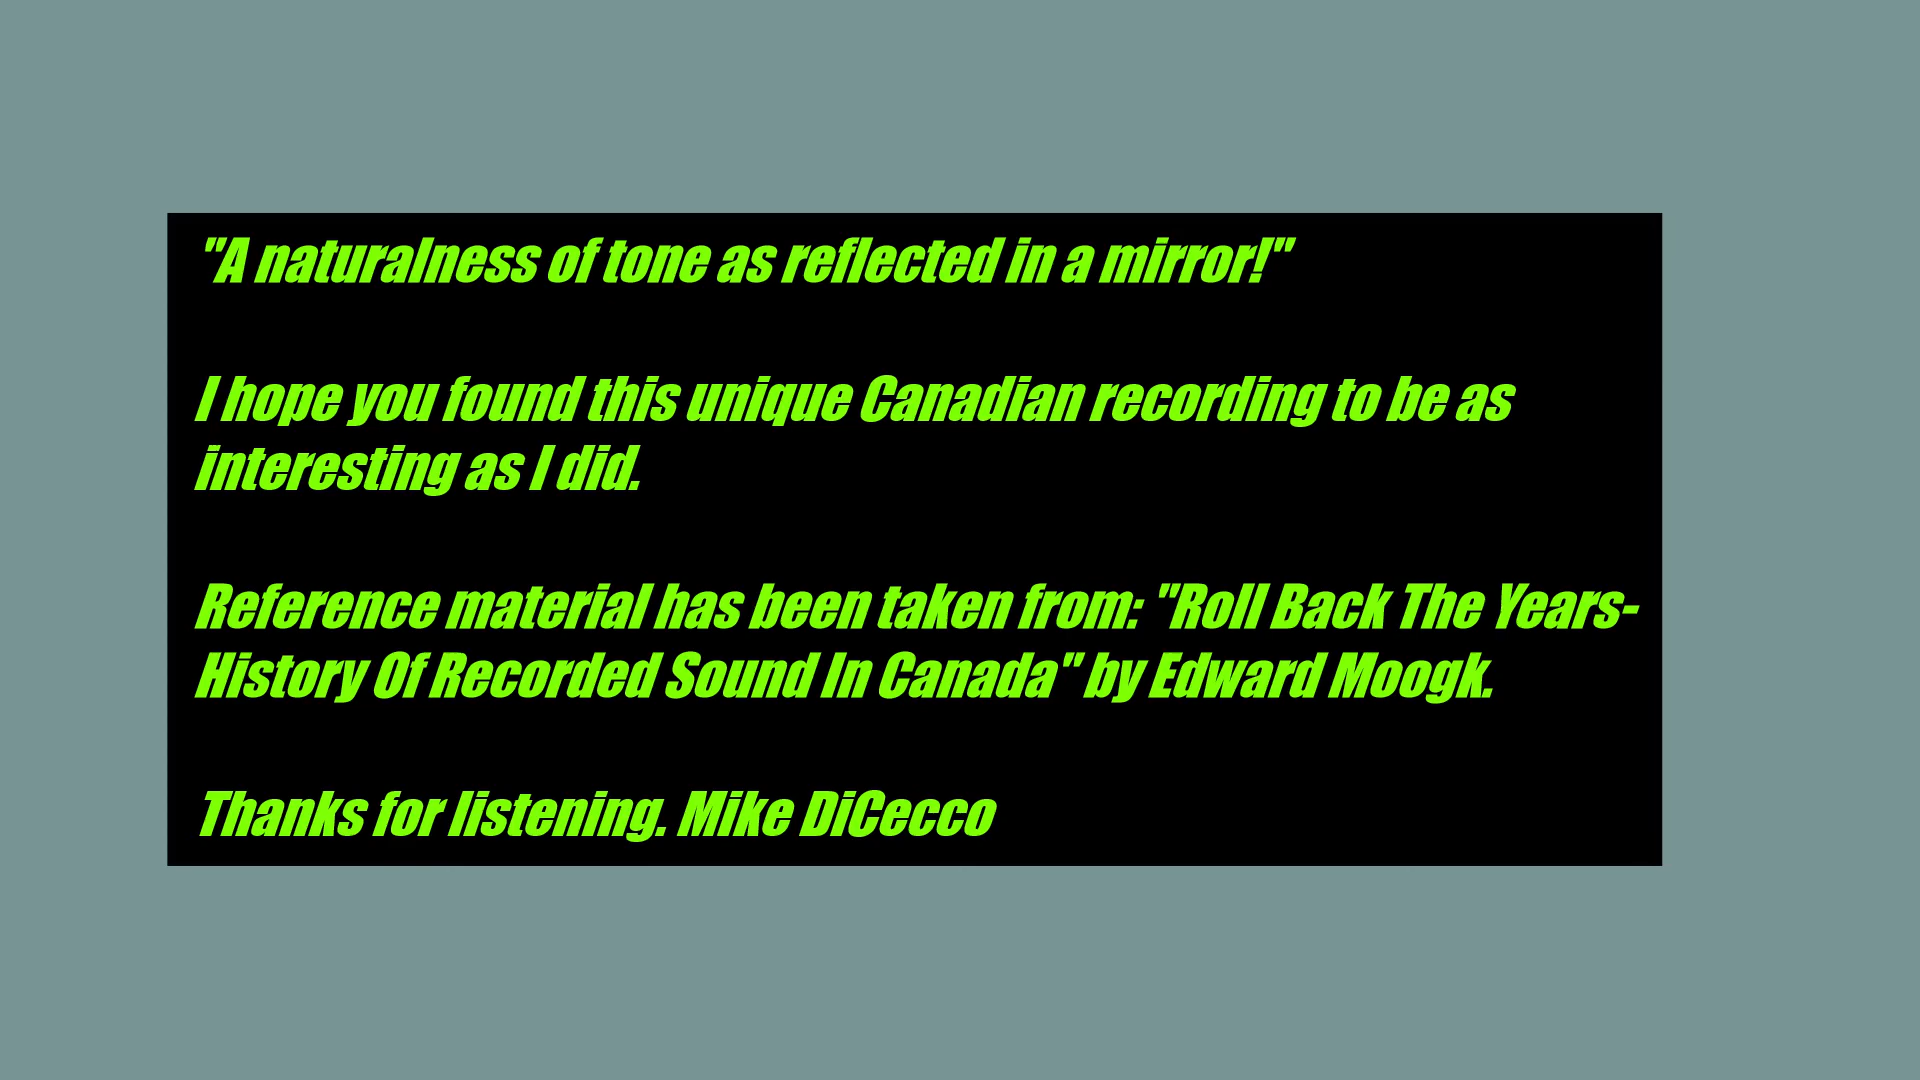 "A naturalness of tone as reflected in a mirror!"
I hope you found this unique Canadian recording to be as
interesting as I did.
Reference material has been taken from: "Roll Back The Years-
History Of Recorded Sound In Canada" by Edward Moogk.
Thanks for listening. Mike DiCecco